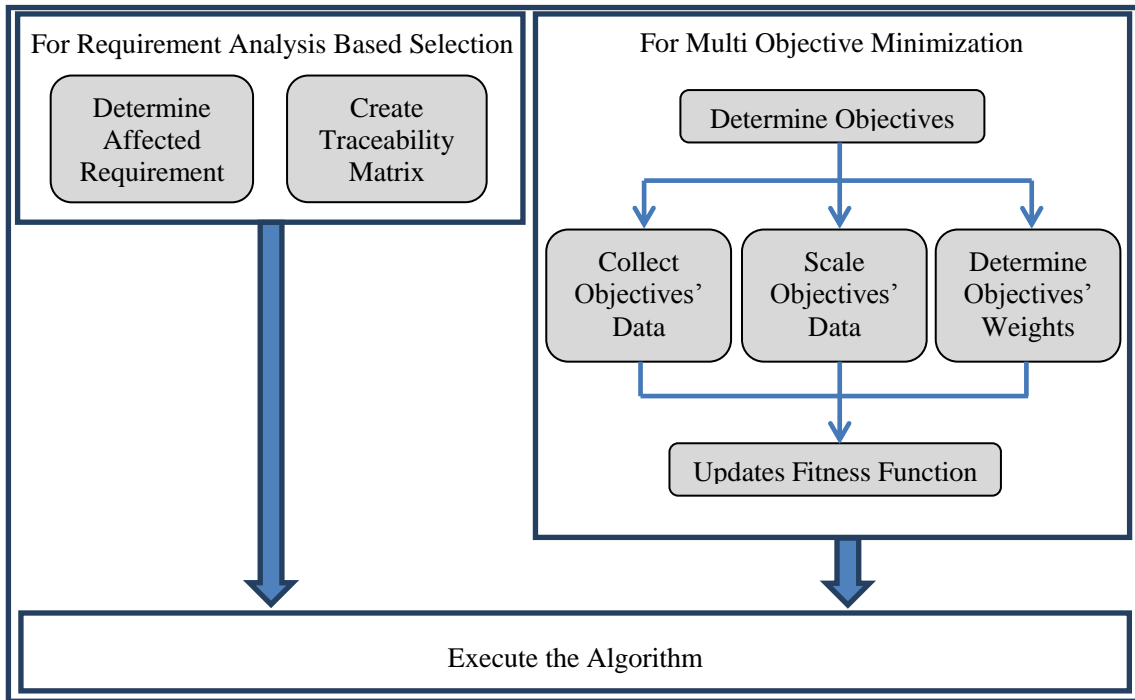 For Requirement Analysis Based Selection
Determine
Affected
Requirement
Create
Traceability
Matrix
For Multi Objective Minimization
Determine Objectives
Collect
Objectives’
Data
Scale
Objectives’
Data
Determine
Objectives’
Weights
Updates Fitness Function
Execute the Algorithm